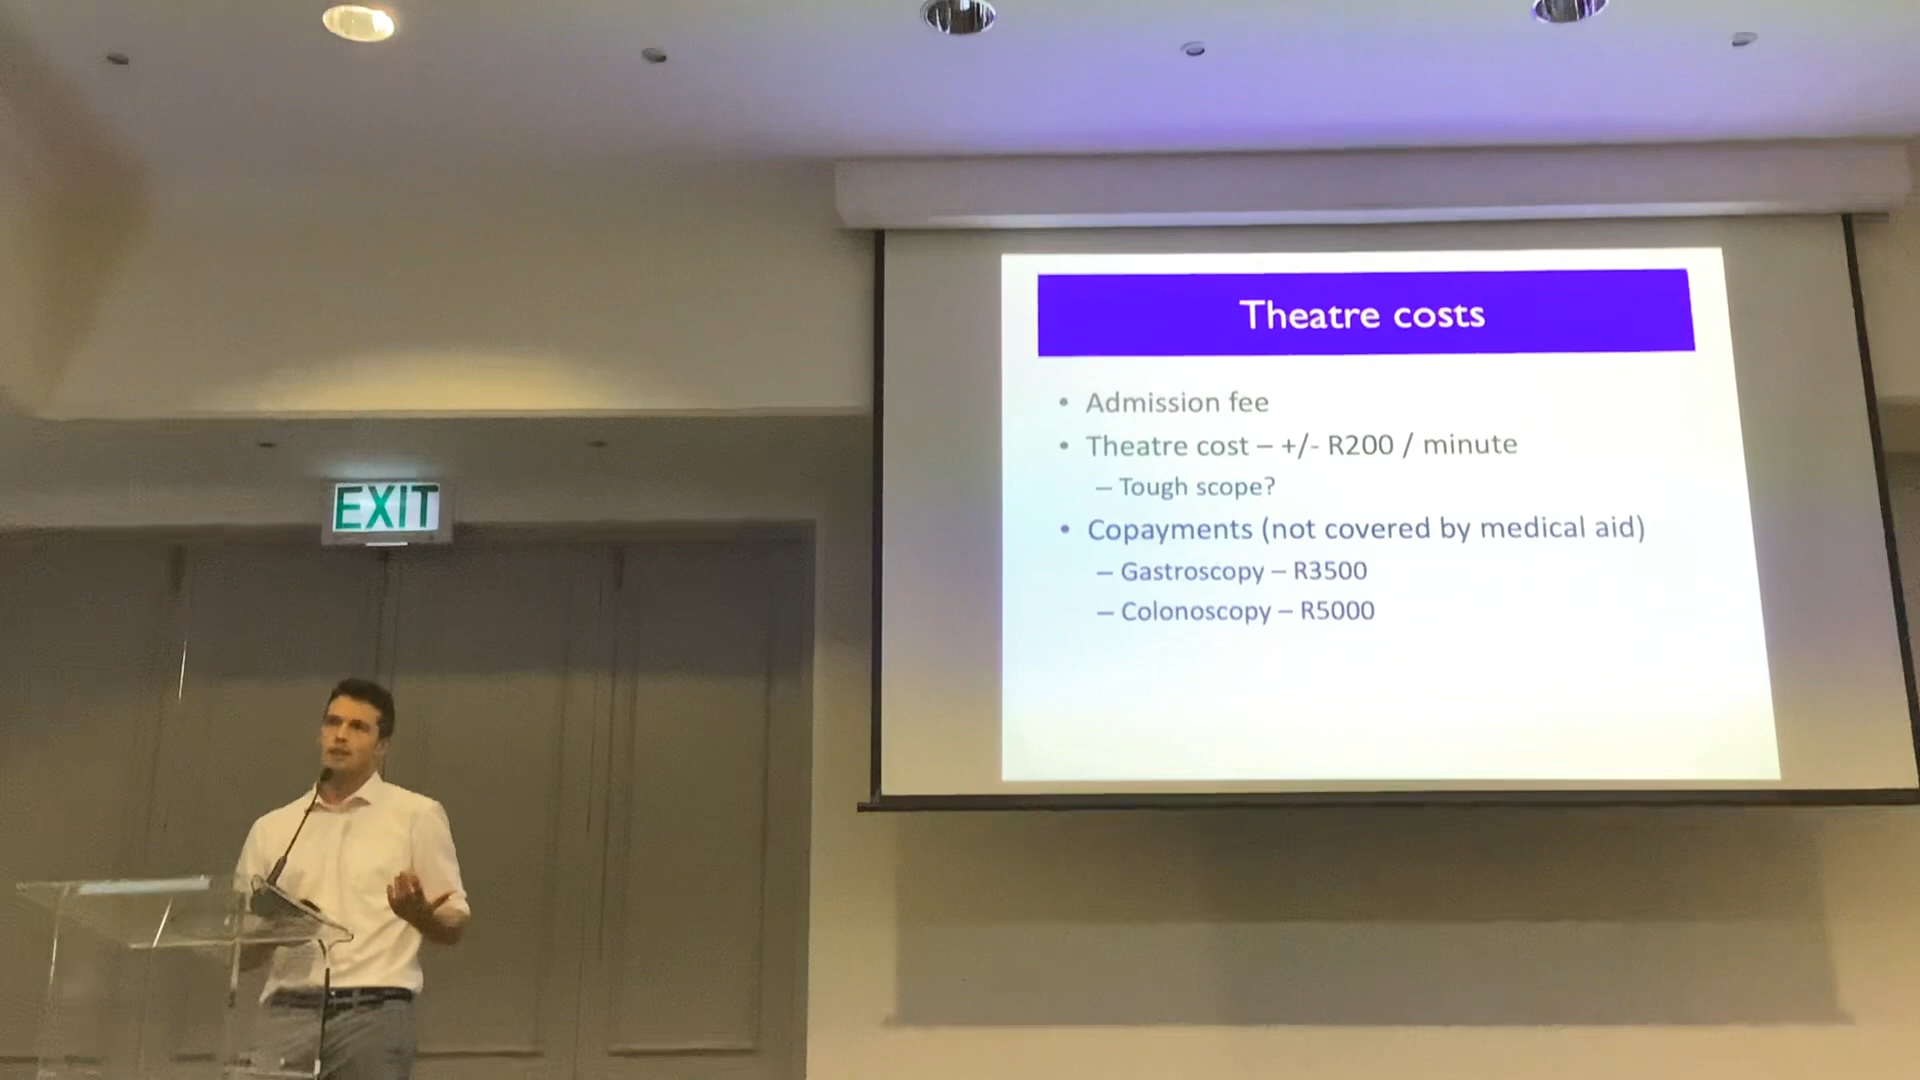 EXIT
Theatre costs
• Admission fee
• Theatre cost – +/- R200 / minute
– Tough scope?
• Copayments (not covered by medical aid)
– Gastroscopy – R3500
– Colonoscopy – R5000